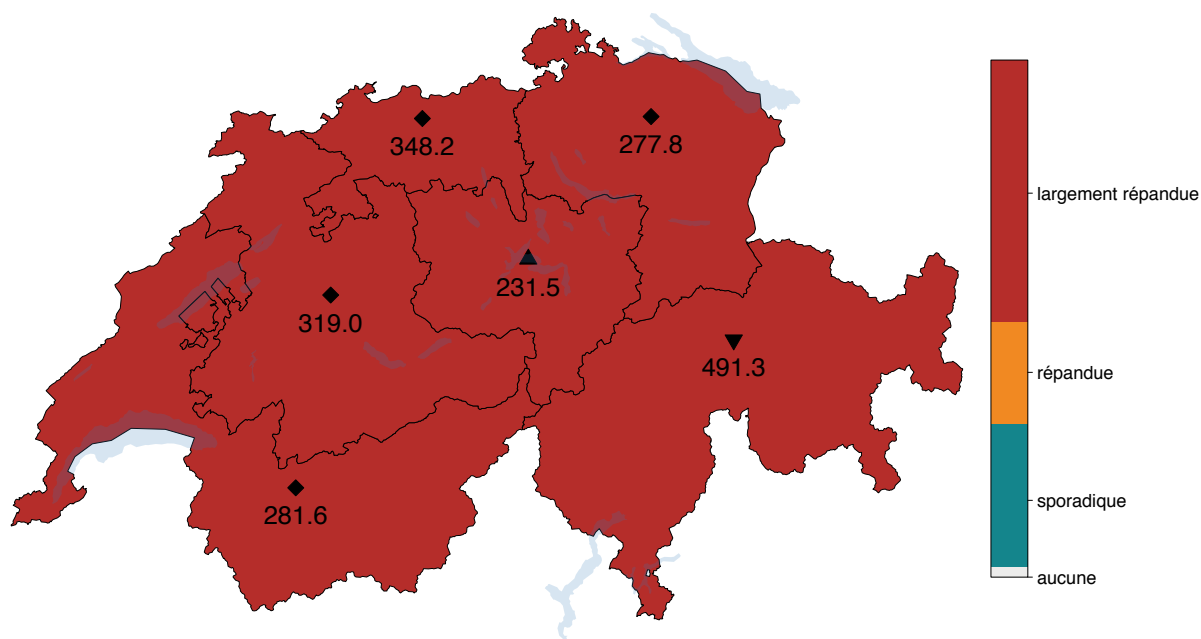 348.2
277.8
231.5
319.0
491.3
281.6
largement répandue
répandue
sporadique
aucune